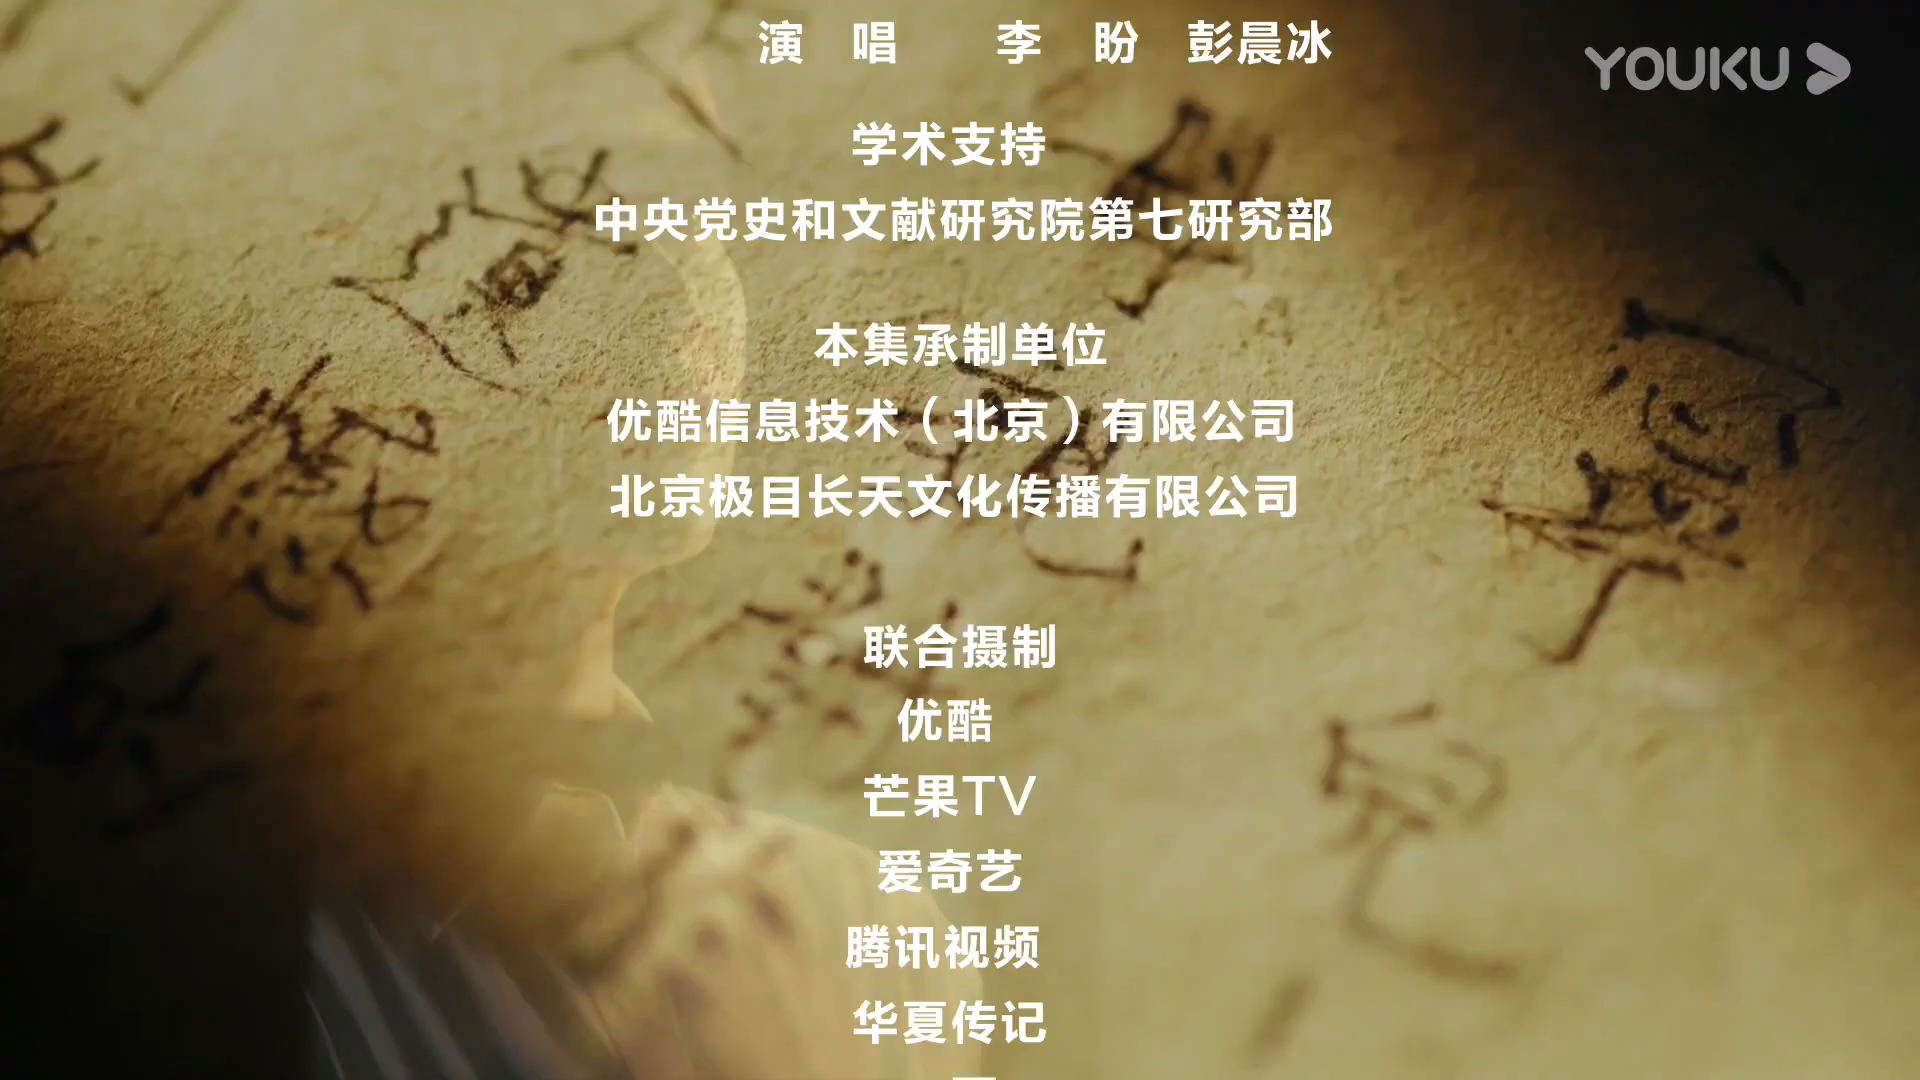 演 唱 李 盼 彭晨冰
YOUKU
学术支持
中央党史和文献研究院第七研究部
本集承制单位
优酷信息技术（北京）有限公司
北京极目长天文化传播有限公司
联合摄制
优酷
芒果TV
爱奇艺
腾讯视频
华夏传记